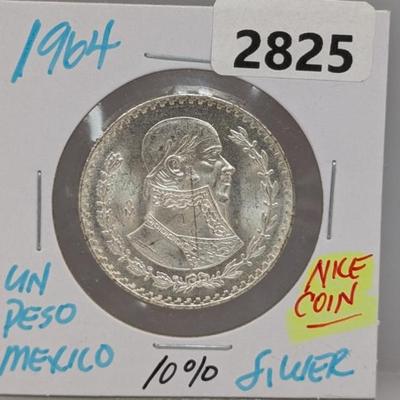 1964
2825
UN
PESO
MEXICO
NICE
COIN
10%
SILVER